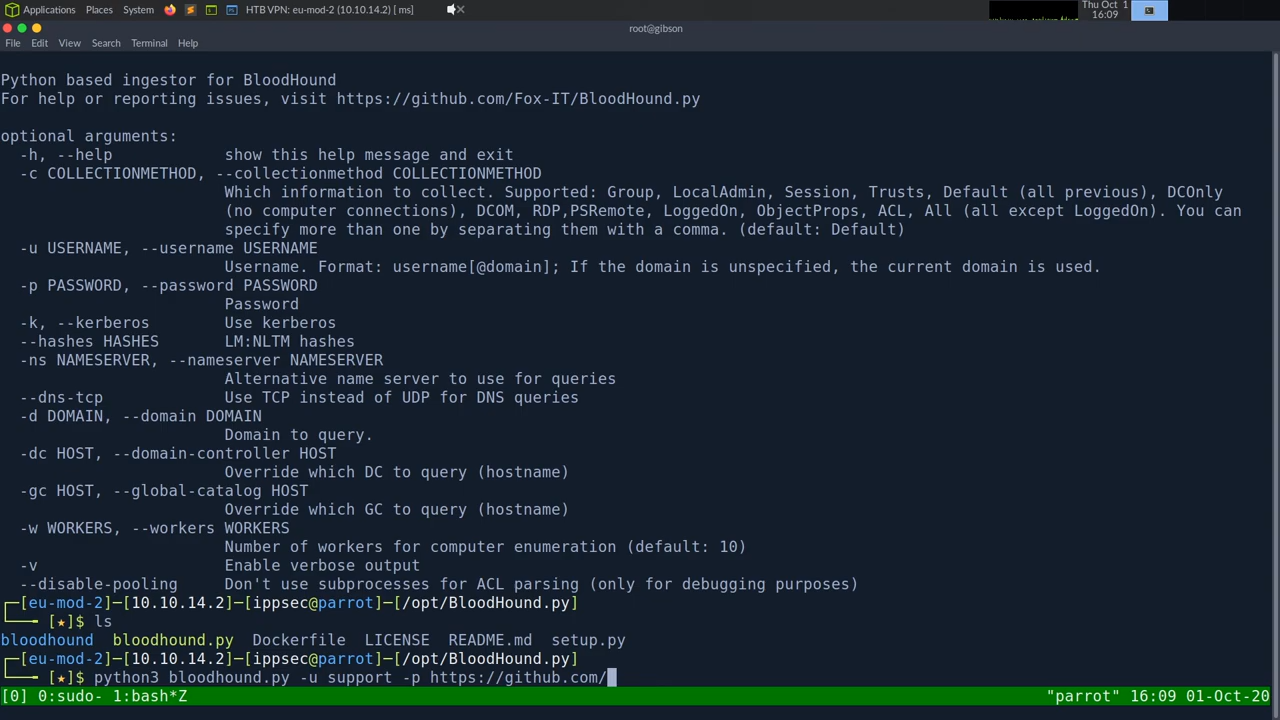 Applications Places System HTB VPN: eu-mod-2 (10.10.14.2) [ ms] Thu Oct 1
16:09
root@gibson
File Edit View Search Terminal Help
Python based ingestor for BloodHound
For help or reporting issues, visit https://github.com/Fox-IT/BloodHound.py
optional arguments:
-h, --help show this help message and exit
-c COLLECTIONMETHOD, --collectionmethod COLLECTIONMETHOD
Which information to collect. Supported: Group, LocalAdmin, Session, Trusts, Default (all previous), DCOnly
(no computer connections), DCOM, RDP,PSRemote, LoggedOn, ObjectProps, ACL, All (all except LoggedOn). You can
specify more than one by separating them with a comma. (default: Default)
-u USERNAME, --username USERNAME
Username. Format: username[@domain]; If the domain is unspecified, the current domain is used.
-p PASSWORD, --password PASSWORD
Password
-k, --kerberos Use kerberos
--hashes HASHES LM:NLTM hashes
-ns NAMESERVER, --nameserver NAMESERVER
Alternative name server to use for queries
--dns-tcp Use TCP instead of UDP for DNS queries
-d DOMAIN, --domain DOMAIN
Domain to query.
-dc HOST, --domain-controller HOST
Override which DC to query (hostname)
-gc HOST, --global-catalog HOST
Override which GC to query (hostname)
-w WORKERS, --workers WORKERS
Number of workers for computer enumeration (default: 10)
-v Enable verbose output
--disable-pooling Don't use subprocesses for ACL parsing (only for debugging purposes)
┌─[eu-mod-2]─[10.10.14.2]─[ippsec@parrot]─[/opt/BloodHound.py]
└──╼ [★]$ ls
bloodhound bloodhound.py Dockerfile LICENSE README.md setup.py
┌─[eu-mod-2]─[10.10.14.2]─[ippsec@parrot]─[/opt/BloodHound.py]
└──╼ [★]$ python3 bloodhound.py -u support -p https://github.com/
[0] 0:sudo- 1:bash*Z "parrot" 16:09 01-Oct-20